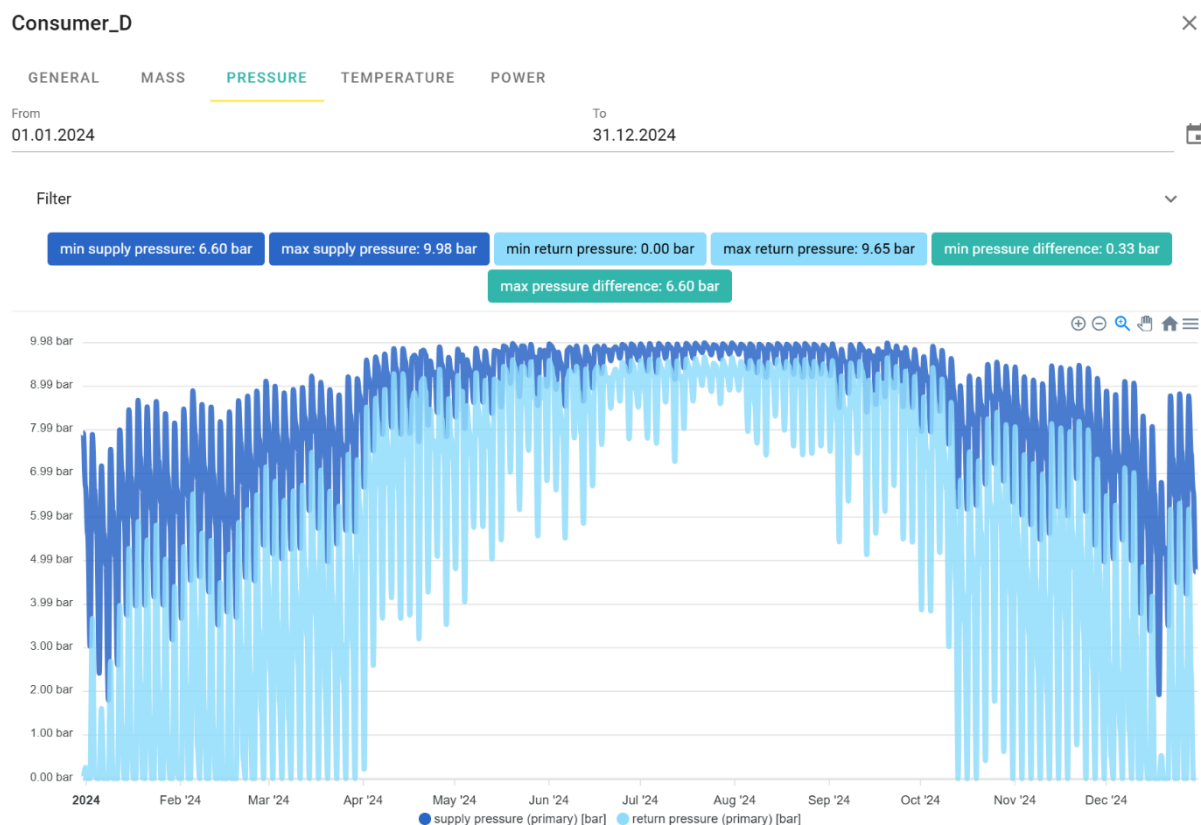 Consumer_D
GENERAL MASS PRESSURE TEMPERATURE POWER
From To
01.01.2024 31.12.2024
Filter
min supply pressure: 6.60 bar max supply pressure: 9.98 bar min return pressure: 0.00 bar max return pressure: 9.65 bar min pressure difference: 0.33 bar
max pressure difference: 6.60 bar
9.98 bar
8.99 bar
7.99 bar
6.99 bar
5.99 bar
4.99 bar
3.99 bar
3.00 bar
2.00 bar
1.00 bar
0.00 bar
2024 Feb '24 Mar '24 Apr '24 May '24 Jun '24 Jul '24 Aug '24 Sep '24 Oct '24 Nov '24 Dec '24
supply pressure (primary) [bar] return pressure (primary) [bar]